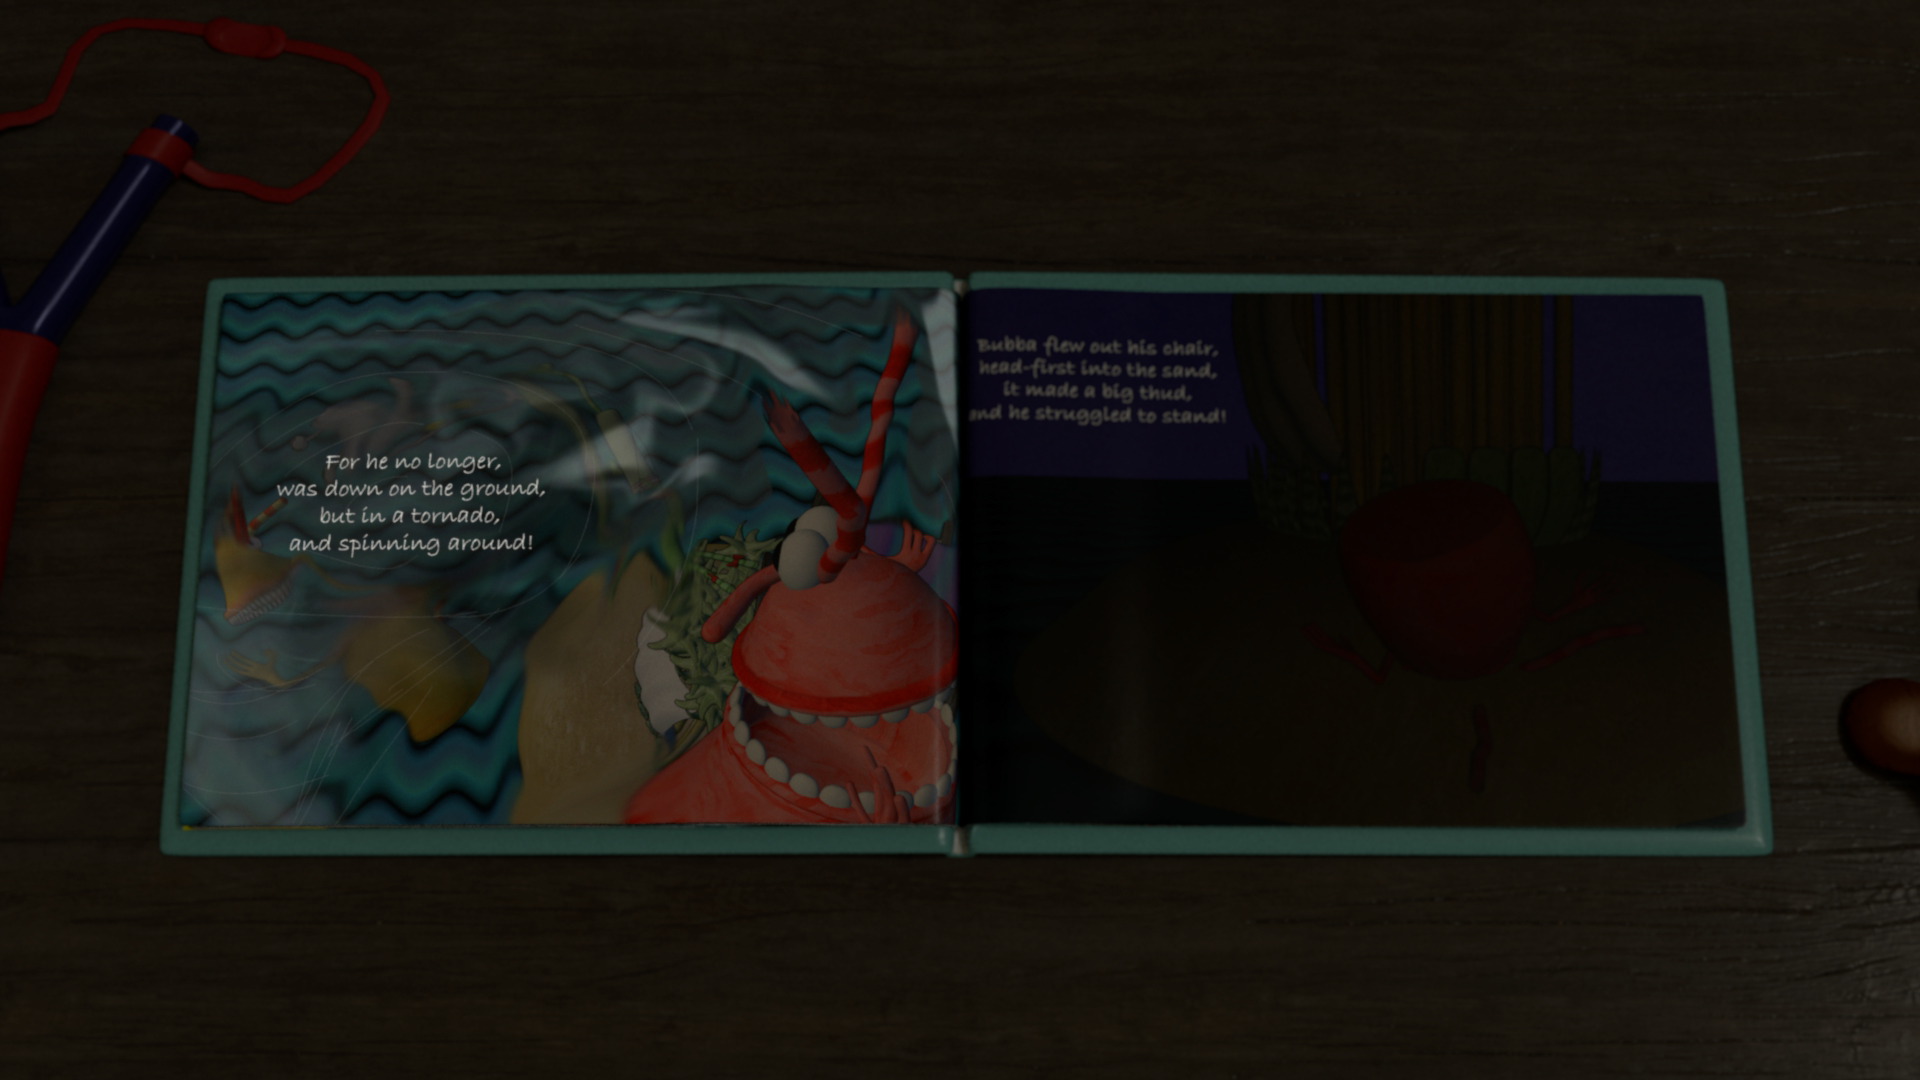 For he no longer,
was down on the ground,
but in a tornado,
and spinning around!
Bubba flew out his chair,
head-first into the sand,
it made a big thud,
and he struggled to stand!